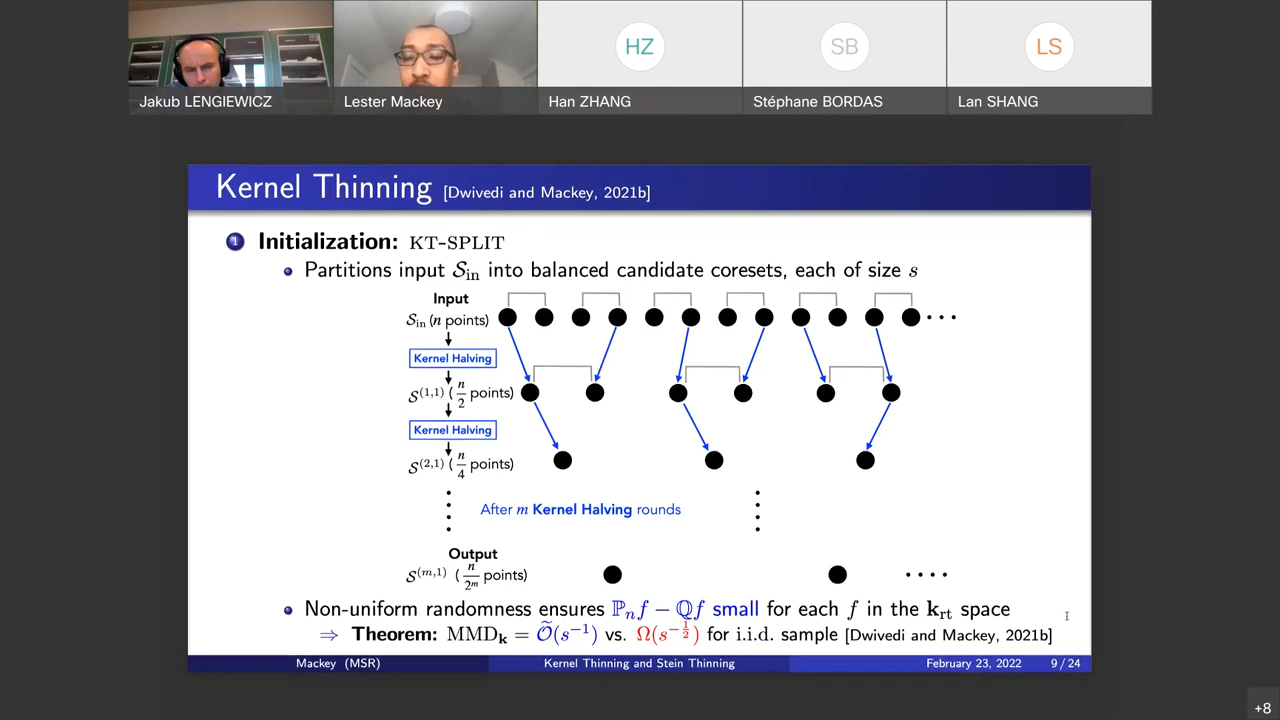 HZ
SB
LS
Jakub LENGIEWICZ
Lester Mackey
Han ZHANG
Stéphane BORDAS
Lan SHANG
Kernel Thinning [Dwivedi and Mackey, 2021b]
1 Initialization: KT-SPLIT
• Partitions input 𝒮in into balanced candidate coresets, each of size s
Input
𝒮in (n points)
Kernel Halving
𝒮(1,1) (n/2 points)
Kernel Halving
𝒮(2,1) (n/4 points)
After m Kernel Halving rounds
Output
𝒮(m,1) (n/2^m points)
• Non-uniform randomness ensures ℙnf − ℚf small for each f in the k_rt space
⇒ Theorem: MMD_k = Õ(s^−1) vs. Ω(s^−1/2) for i.i.d. sample [Dwivedi and Mackey, 2021b]
Mackey (MSR) Kernel Thinning and Stein Thinning February 23, 2022 9 / 24
+8